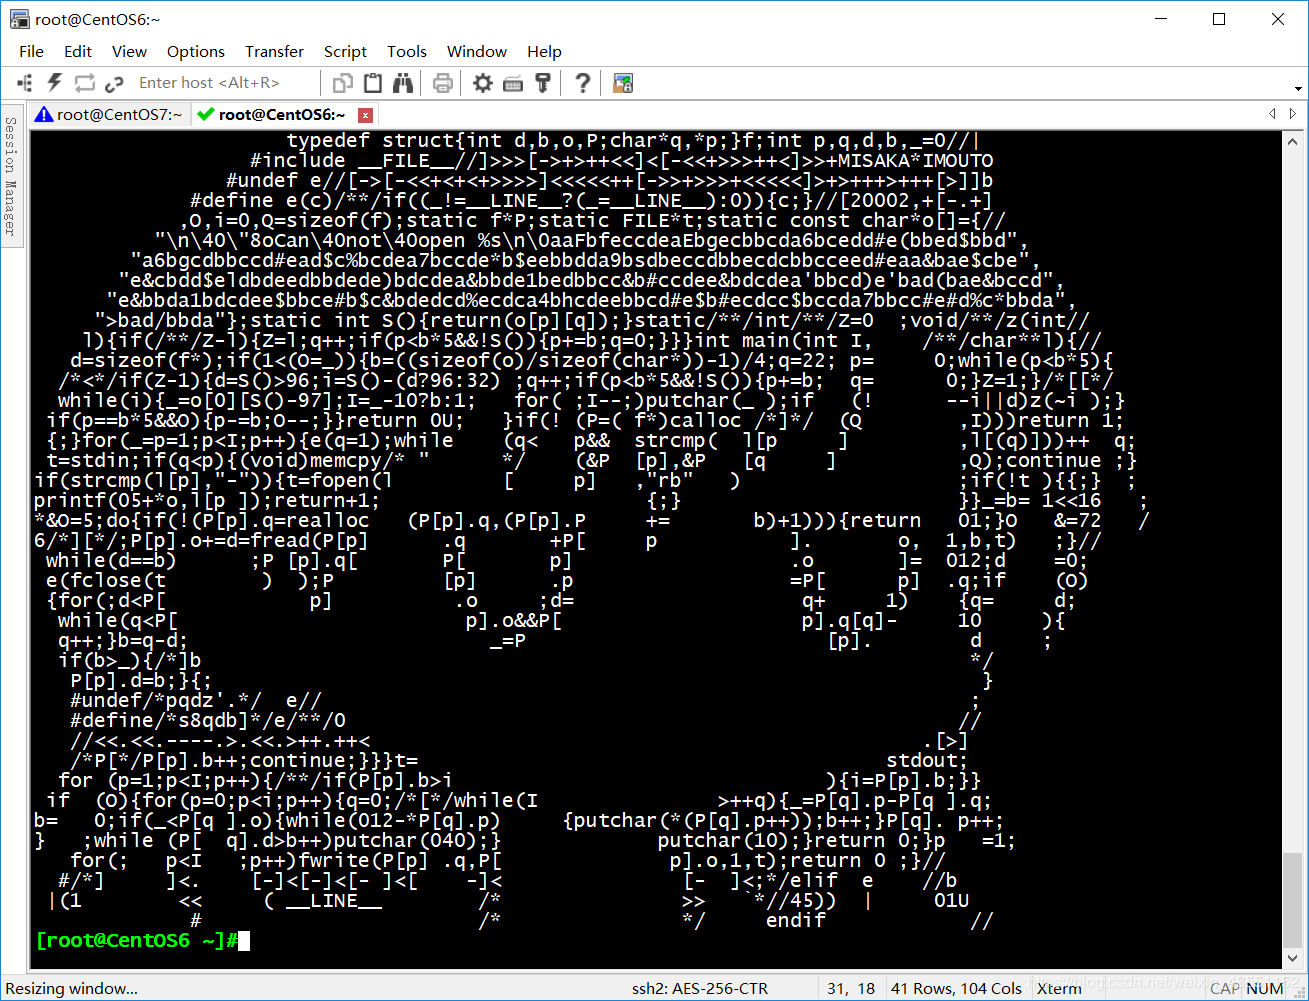 root@CentOS6:~
File Edit View Options Transfer Script Tools Window Help
Enter host <Alt+R>
root@CentOS7:~ root@CentOS6:~
Session Manager
typedef struct{int d,b,o,P;char*q,*p;}f;int p,q,d,b,_=0//|
#include __FILE__//]>>>[->+>++<<]<[-<<+>>>++<]>>+MISAKA*IMOUTO
#undef e//[->[-<<+<+<+>>>>]<<<<<++[->>+>>>+<<<<<]>+>+++>+++[>]]b
#define e(c)/**/if((_!=__LINE__?(_=__LINE__):0)){c;}//[20002,+[-.+]
,O,i=0,Q=sizeof(f);static f*P;static FILE*t;static const char*o[]={//
"\n\40\"8oCan\40not\40open %s\n\0aaFbfeccdeaEbgecbbcda6bcedd#e(bbed$bbd",
"a6bgcdbbccd#ead$c%bcdea7bccde*b$eebbdda9bsdbeccdbbecdcbbcceed#eaa&bae$cbe",
"e&cbdd$eldbdeedbbdede)bdcdea&bbde1bedbbcc&b#ccdee&bdcdea'bbcd)e'bad(bae&bccd",
"e&bbda1bdcdee$bbce#b$c&bdedcd%ecdca4bhcdeebbcd#e$b#ecdcc$bccda7bbcc#e#d%c*bbda",
">bad/bbda"};static int S(){return(o[p][q]);}static/**/int/**/Z=0 ;void/**/z(int//
l){if(/**/Z-l){Z=l;q++;if(p<b*5&&!S()){p+=b;q=0;}}}int main(int I, /**/char**l){//
d=sizeof(f*);if(1<(O=_)){b=((sizeof(o)/sizeof(char*))-1)/4;q=22; p= 0;while(p<b*5){
/*<*/if(Z-1){d=S()>96;i=S()-(d?96:32) ;q++;if(p<b*5&&!S()){p+=b; q= 0;}Z=1;}/*[[*/
while(i){_=o[0][S()-97];I=_-10?b:1; for( ;I--;)putchar(_ );if (! --i||d)z(~i );}
if(p==b*5&&O){p-=b;O--;}}return 0U; }if(! (P=( f*)calloc /*]*/ (Q ,I)))return 1;
{;}for(_=p=1;p<I;p++){e(q=1);while (q< p&& strcmp( l[p ] ,l[(q)]))++ q;
t=stdin;if(q<p){(void)memcpy/* " */ (&P [p],&P [q ] ,Q);continue ;}
if(strcmp(l[p],"-")){t=fopen(l [ p] ,"rb" ) ;if(!t ){{;} ;
printf(05+*o,l[p ]);return+1; {;} }}_=b= 1<<16 ;
*&O=5;do{if(!(P[p].q=realloc (P[p].q,(P[p].P += b)+1))){return 01;}O &=72 /
6/*][*/;P[p].o+=d=fread(P[p] .q +P[ p ]. o, 1,b,t) ;}//
while(d==b) ;P [p].q[ P[ p] .o ]= 012;d =0;
e(fclose(t ) );P [p] .p =P[ p] .q;if (O)
{for(;d<P[ p] .o ;d= q+ 1) {q= d;
while(q<P[ p].o&&P[ p].q[q]- 10 ){
q++;}b=q-d; _=P [p]. d ;
if(b>_){/*]b */
P[p].d=b;}{; }
#undef/*pqdz'.*/ e// ;
#define/*s8qdb]*/e/**/0 //
//<<.<<.----.>.<<.>++.++< .[>]
/*P[*/P[p].b++;continue;}}}t= stdout;
for (p=1;p<I;p++){/**/if(P[p].b>i ){i=P[p].b;}}
if (O){for(p=0;p<i;p++){q=0;/*[*/while(I >++q){_=P[q].p-P[q ].q;
b= 0;if(_<P[q ].o){while(012-*P[q].p) {putchar(*(P[q].p++));b++;}P[q]. p++;
} ;while (P[ q].d>b++)putchar(040);} putchar(10);}return 0;}p =1;
for(; p<I ;p++)fwrite(P[p] .q,P[ p].o,1,t);return 0 ;}//
#/*] ]<. [-]<[-]<[- ]<[ -]< [- ]<;*/elif e //b
|(1 << ( __LINE__ /* >> `*//45)) | 01U
# /* */ endif //
[root@CentOS6 ~]#
Resizing window... ssh2: AES-256-CTR 31, 18 41 Rows, 104 Cols Xterm CAP NUM